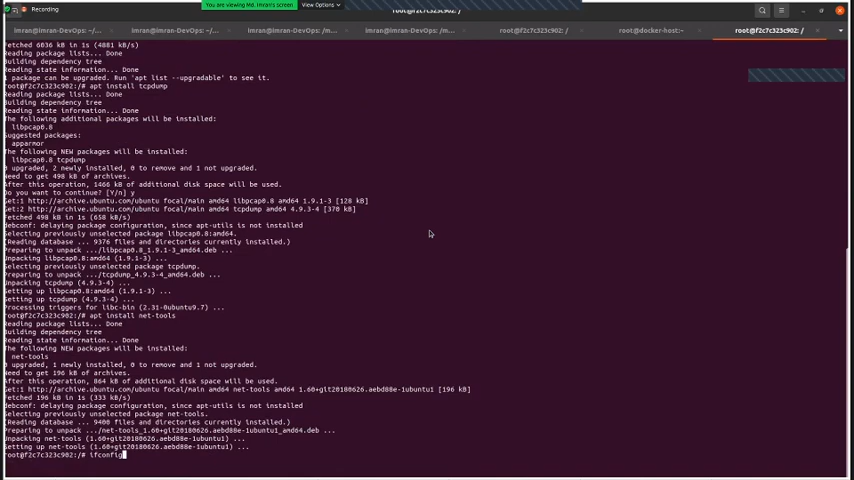 Recording
You are viewing Md. Imran's screen
View Options
root@f2c7c323c902: /
imran@imran-DevOps: ~/...
imran@imran-DevOps: ~/...
imran@imran-DevOps: /m...
imran@imran-DevOps: /m...
root@f2c7c323c902: /
root@docker-host:~
root@f2c7c323c902: /
Fetched 6036 kB in 1s (4881 kB/s)
Reading package lists... Done
Building dependency tree
Reading state information... Done
1 package can be upgraded. Run 'apt list --upgradable' to see it.
root@f2c7c323c902:/# apt install tcpdump
Reading package lists... Done
Building dependency tree
Reading state information... Done
The following additional packages will be installed:
libpcap0.8
Suggested packages:
apparmor
The following NEW packages will be installed:
libpcap0.8 tcpdump
0 upgraded, 2 newly installed, 0 to remove and 1 not upgraded.
Need to get 498 kB of archives.
After this operation, 1466 kB of additional disk space will be used.
Do you want to continue? [Y/n] y
Get:1 http://archive.ubuntu.com/ubuntu focal/main amd64 libpcap0.8 amd64 1.9.1-3 [128 kB]
Get:2 http://archive.ubuntu.com/ubuntu focal/main amd64 tcpdump amd64 4.9.3-4 [370 kB]
Fetched 498 kB in 1s (658 kB/s)
debconf: delaying package configuration, since apt-utils is not installed
Selecting previously unselected package libpcap0.8:amd64.
(Reading database ... 9376 files and directories currently installed.)
Preparing to unpack .../libpcap0.8_1.9.1-3_amd64.deb ...
Unpacking libpcap0.8:amd64 (1.9.1-3) ...
Selecting previously unselected package tcpdump.
Preparing to unpack .../tcpdump_4.9.3-4_amd64.deb ...
Unpacking tcpdump (4.9.3-4) ...
Setting up libpcap0.8:amd64 (1.9.1-3) ...
Setting up tcpdump (4.9.3-4) ...
Processing triggers for libc-bin (2.31-0ubuntu9.7) ...
root@f2c7c323c902:/# apt install net-tools
Reading package lists... Done
Building dependency tree
Reading state information... Done
The following NEW packages will be installed:
net-tools
0 upgraded, 1 newly installed, 0 to remove and 1 not upgraded.
Need to get 196 kB of archives.
After this operation, 864 kB of additional disk space will be used.
Get:1 http://archive.ubuntu.com/ubuntu focal/main amd64 net-tools amd64 1.60+git20180626.aebd88e-1ubuntu1 [196 kB]
Fetched 196 kB in 1s (333 kB/s)
debconf: delaying package configuration, since apt-utils is not installed
Selecting previously unselected package net-tools.
(Reading database ... 9400 files and directories currently installed.)
Preparing to unpack .../net-tools_1.60+git20180626.aebd88e-1ubuntu1_amd64.deb ...
Unpacking net-tools (1.60+git20180626.aebd88e-1ubuntu1) ...
Setting up net-tools (1.60+git20180626.aebd88e-1ubuntu1) ...
root@f2c7c323c902:/# ifconfig